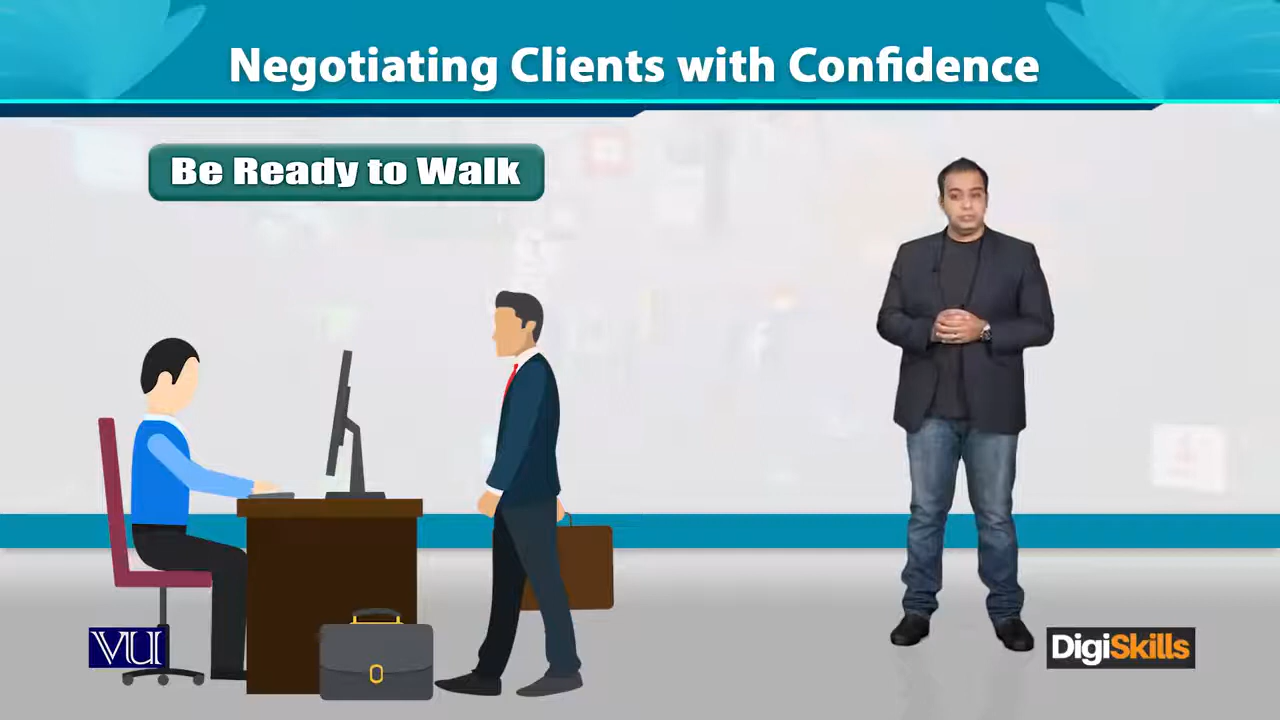 Negotiating Clients with Confidence
Be Ready to Walk
VU
DigiSkills